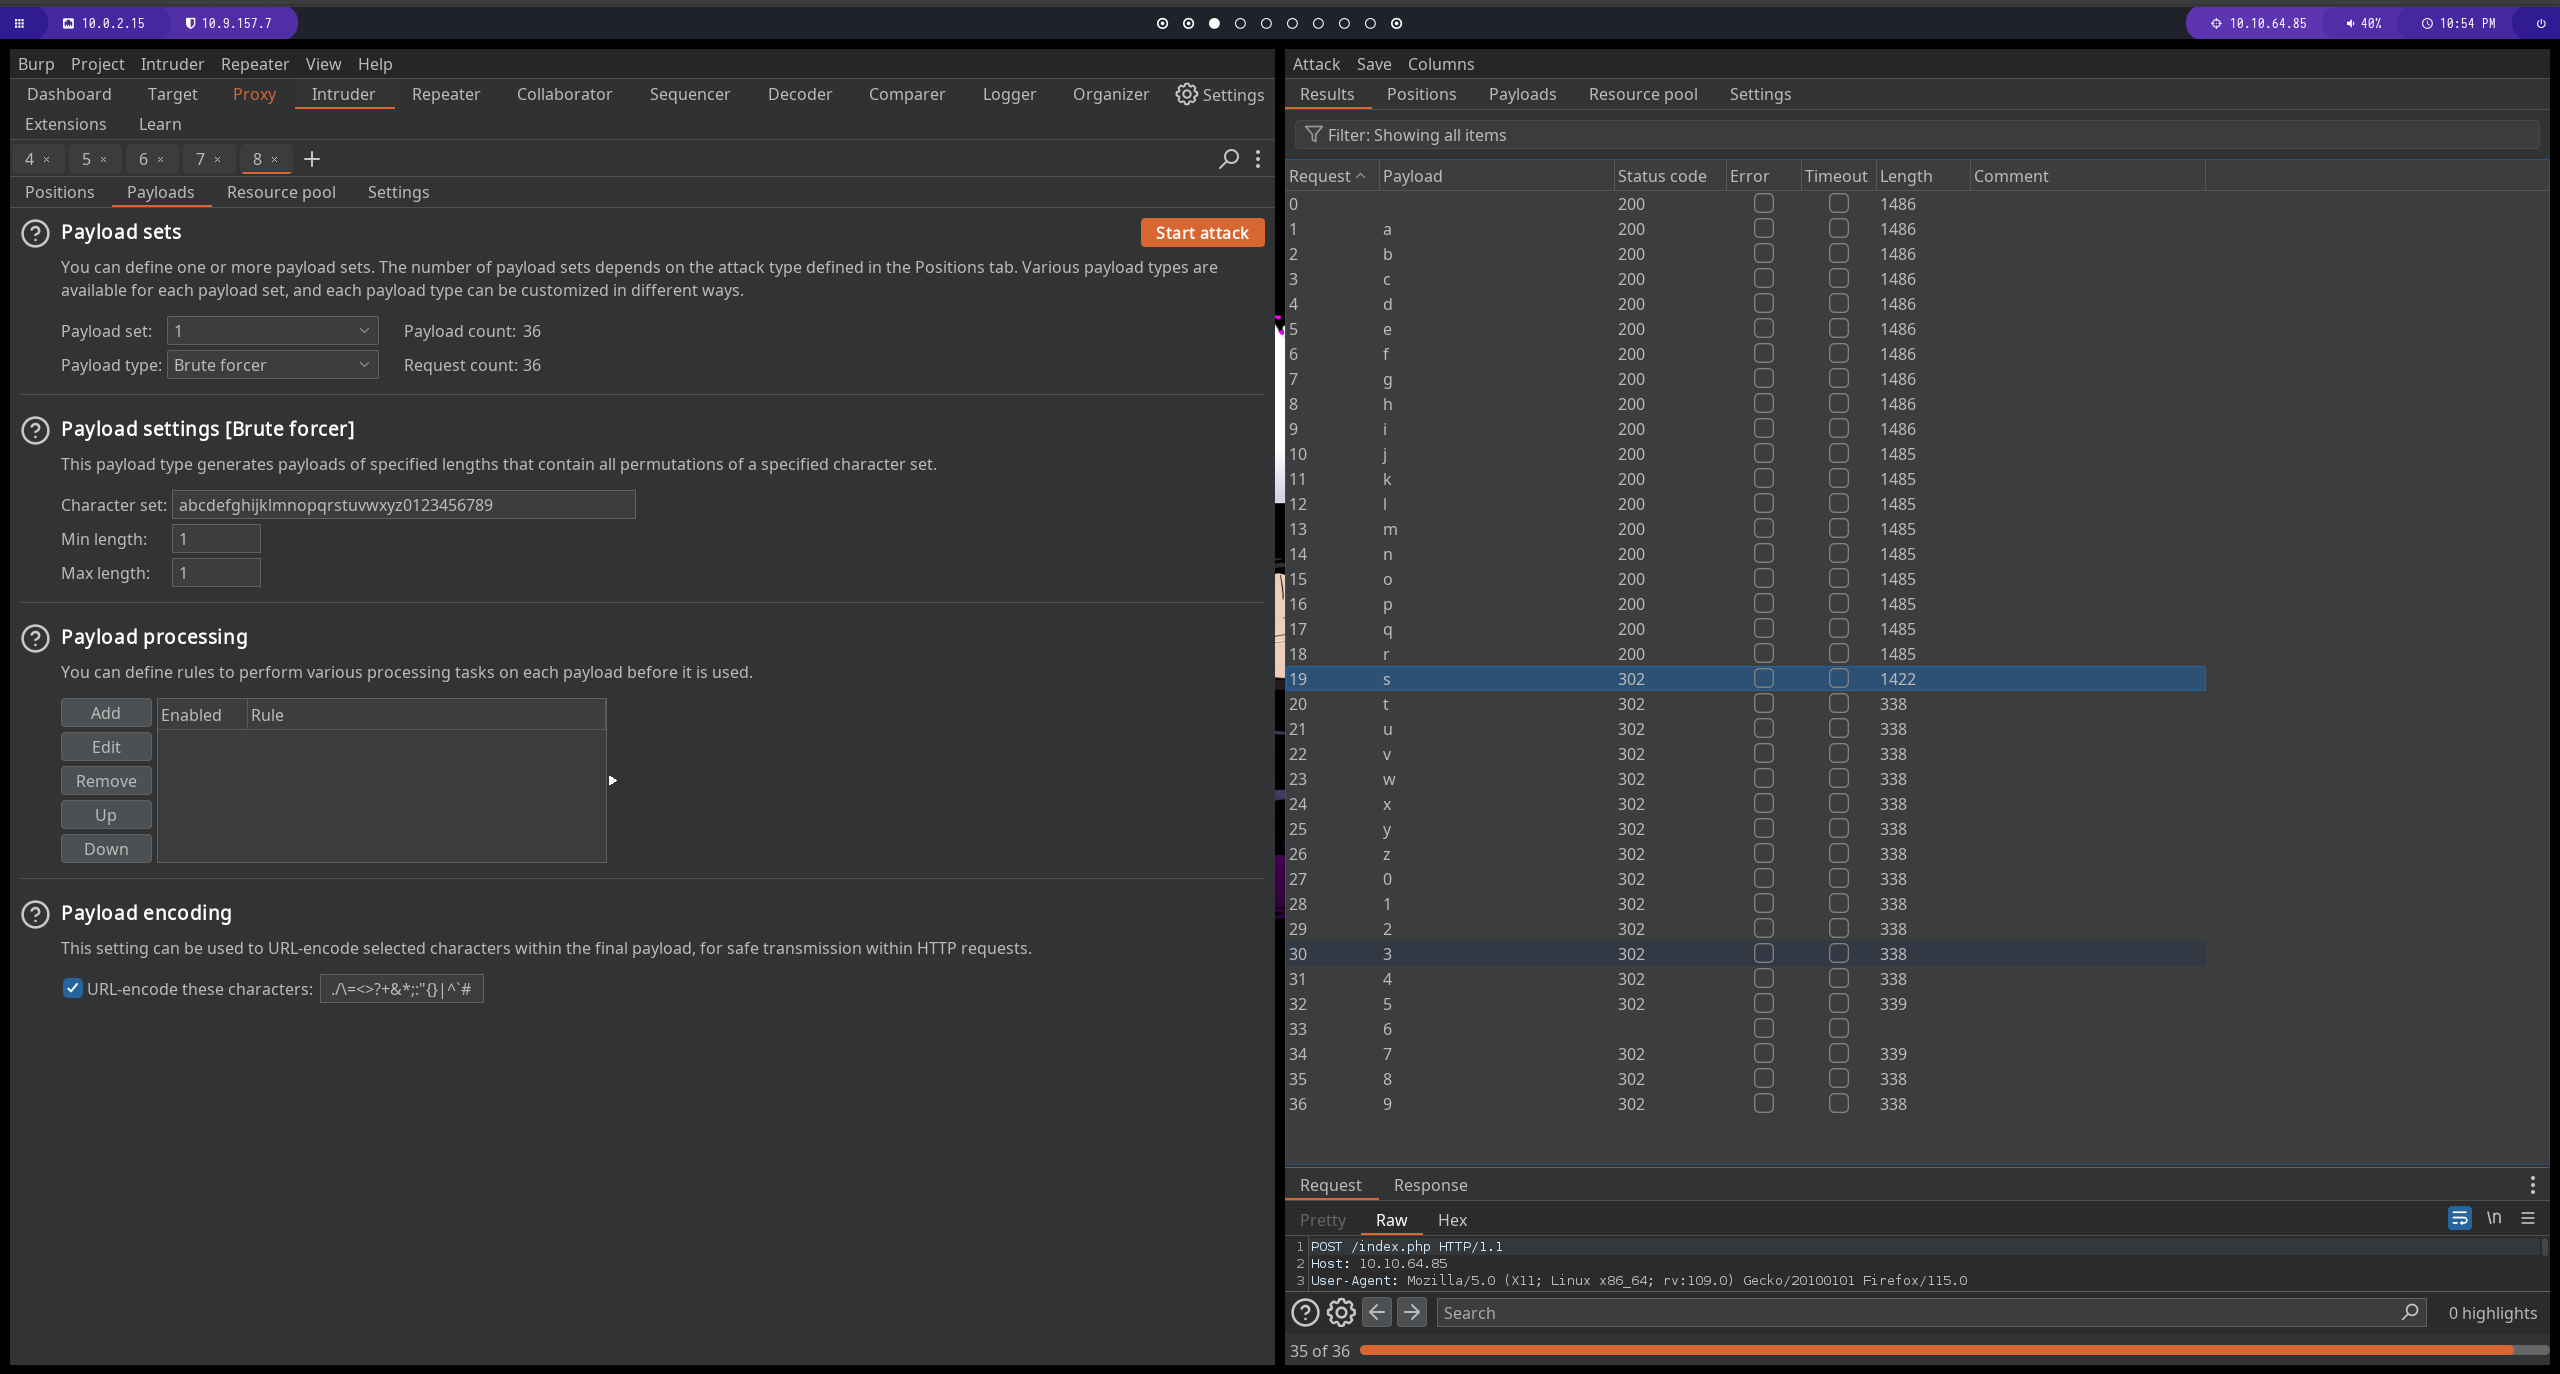 10.0.2.15 10.9.157.7 10.10.64.85 40% 10:54 PM
Burp Project Intruder Repeater View Help
Dashboard Target Proxy Intruder Repeater Collaborator Sequencer Decoder Comparer Logger Organizer Settings
Extensions Learn
4 × 5 × 6 × 7 × 8 × +
Positions Payloads Resource pool Settings
? Payload sets Start attack
You can define one or more payload sets. The number of payload sets depends on the attack type defined in the Positions tab. Various payload types are
available for each payload set, and each payload type can be customized in different ways.
Payload set: 1 Payload count: 36
Payload type: Brute forcer Request count: 36
? Payload settings [Brute forcer]
This payload type generates payloads of specified lengths that contain all permutations of a specified character set.
Character set: abcdefghijklmnopqrstuvwxyz0123456789
Min length: 1
Max length: 1
? Payload processing
You can define rules to perform various processing tasks on each payload before it is used.
Add Enabled Rule
Edit
Remove
Up
Down
? Payload encoding
This setting can be used to URL-encode selected characters within the final payload, for safe transmission within HTTP requests.
URL-encode these characters: ./\=<>?+&*;:"{}|^`#
Attack Save Columns
Results Positions Payloads Resource pool Settings
Filter: Showing all items
Request Payload Status code Error Timeout Length Comment
0 200 1486
1 a 200 1486
2 b 200 1486
3 c 200 1486
4 d 200 1486
5 e 200 1486
6 f 200 1486
7 g 200 1486
8 h 200 1486
9 i 200 1486
10 j 200 1485
11 k 200 1485
12 l 200 1485
13 m 200 1485
14 n 200 1485
15 o 200 1485
16 p 200 1485
17 q 200 1485
18 r 200 1485
19 s 302 1422
20 t 302 338
21 u 302 338
22 v 302 338
23 w 302 338
24 x 302 338
25 y 302 338
26 z 302 338
27 0 302 338
28 1 302 338
29 2 302 338
30 3 302 338
31 4 302 338
32 5 302 339
33 6
34 7 302 339
35 8 302 338
36 9 302 338
Request Response
Pretty Raw Hex \n
1 POST /index.php HTTP/1.1
2 Host: 10.10.64.85
3 User-Agent: Mozilla/5.0 (X11; Linux x86_64; rv:109.0) Gecko/20100101 Firefox/115.0
? Search 0 highlights
35 of 36